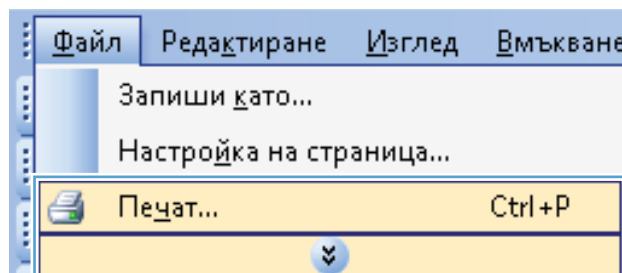 Файл Редактиране Изглед Вмъкване
Запиши като...
Настройка на страница...
Печат... Ctrl+P